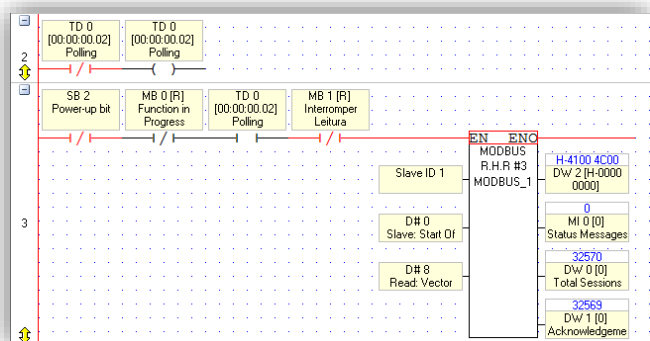 TD 0
[00:00:00.02]
Polling
TD 0
[00:00:00.02]
Polling
2
SB 2
Power-up bit
MB 0 [R]
Function in
Progress
TD 0
[00:00:00.02]
Polling
MB 1 [R]
Interromper
Leitura
EN ENO
MODBUS
R.H.R #3
MODBUS_1
Slave ID 1
H-4100 4C00
DW 2 [H-0000
0000]
3
D# 0
Slave: Start Of
0
MI 0 [0]
Status Messages
D# 8
Read: Vector
32570
DW 0 [0]
Total Sessions
32569
DW 1 [0]
Acknowledgeme